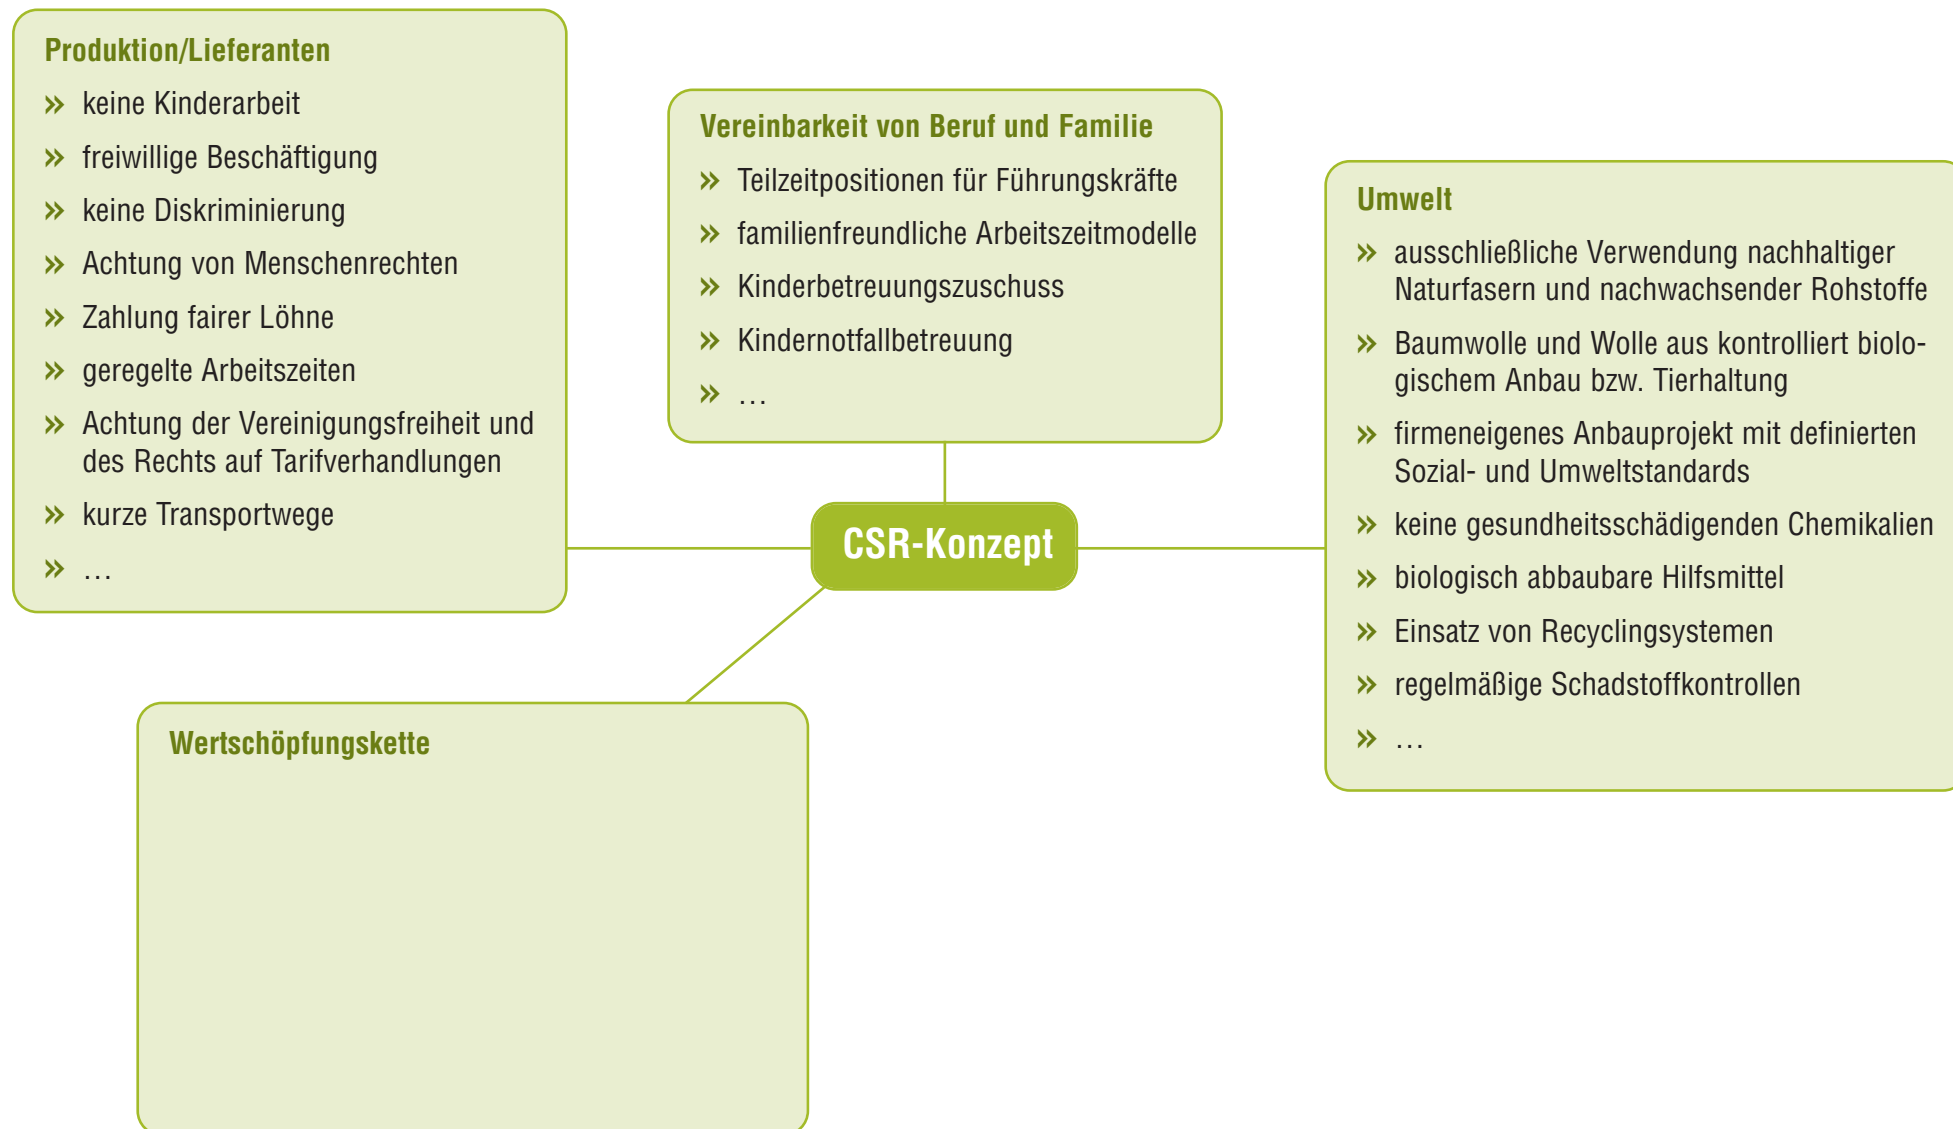 Produktion/Lieferanten
» keine Kinderarbeit
» freiwillige Beschäftigung
» keine Diskriminierung
» Achtung von Menschenrechten
» Zahlung fairer Löhne
» geregelte Arbeitszeiten
» Achtung der Vereinigungsfreiheit und
des Rechts auf Tarifverhandlungen
» kurze Transportwege
» …
Vereinbarkeit von Beruf und Familie
» Teilzeitpositionen für Führungskräfte
» familienfreundliche Arbeitszeitmodelle
» Kinderbetreuungszuschuss
» Kindernotfallbetreuung
» …
Umwelt
» ausschließliche Verwendung nachhaltiger
Naturfasern und nachwachsender Rohstoffe
» Baumwolle und Wolle aus kontrolliert biolo-
gischem Anbau bzw. Tierhaltung
» firmeneigenes Anbauprojekt mit definierten
Sozial- und Umweltstandards
» keine gesundheitsschädigenden Chemikalien
» biologisch abbaubare Hilfsmittel
» Einsatz von Recyclingsystemen
» regelmäßige Schadstoffkontrollen
» …
CSR-Konzept
Wertschöpfungskette